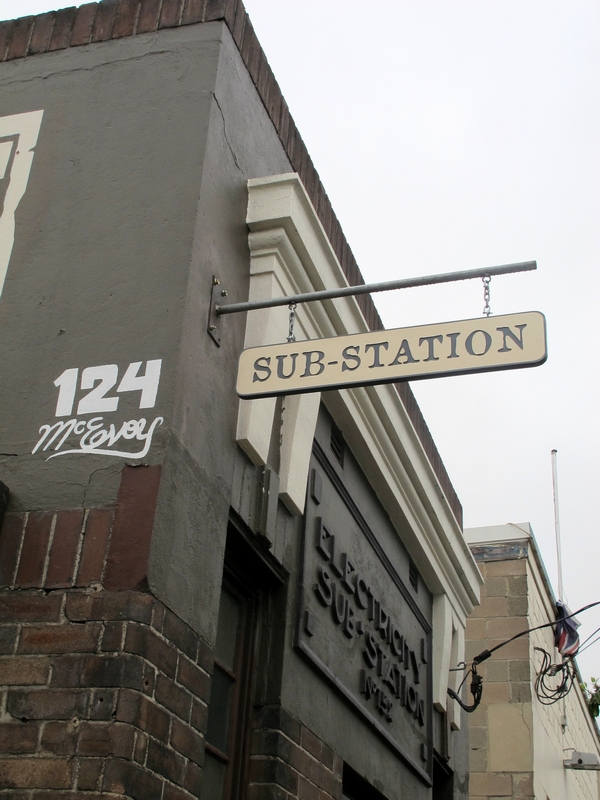 SUB-STATION
124
McEvoy
ELECTRICITY
SUB-STATION